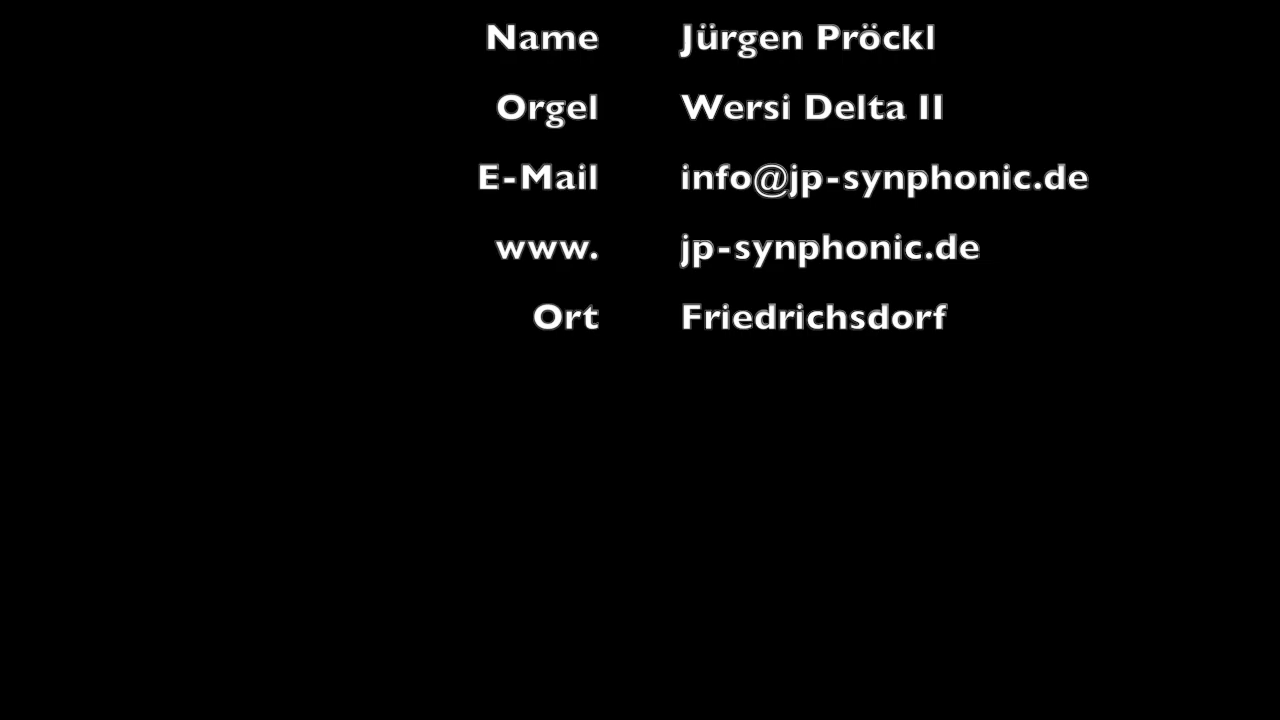 Name Jürgen Pröckl
Orgel Wersi Delta II
E-Mail info@jp-synphonic.de
www. jp-synphonic.de
Ort Friedrichsdorf